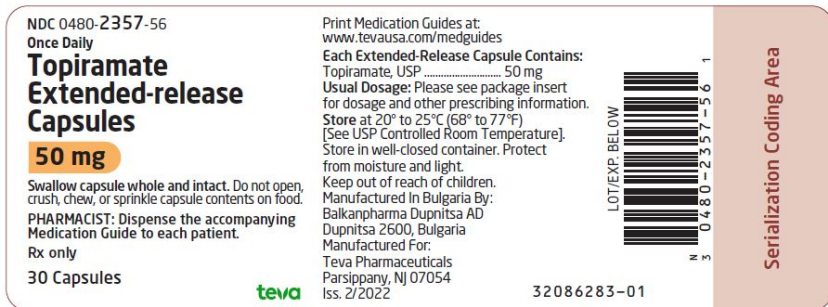 NDC 0480-2357-56
Once Daily
Topiramate
Extended-release
Capsules
50 mg
Swallow capsule whole and intact. Do not open,
crush, chew, or sprinkle capsule contents on food.
PHARMACIST: Dispense the accompanying
Medication Guide to each patient.
Rx only
30 Capsules
teva
Print Medication Guides at:
www.tevausa.com/medguides
Each Extended-Release Capsule Contains:
Topiramate, USP ............................ 50 mg
Usual Dosage: Please see package insert
for dosage and other prescribing information.
Store at 20° to 25°C (68° to 77°F)
[See USP Controlled Room Temperature].
Store in well-closed container. Protect
from moisture and light.
Keep out of reach of children.
Manufactured In Bulgaria By:
Balkanpharma Dupnitsa AD
Dupnitsa 2600, Bulgaria
Manufactured For:
Teva Pharmaceuticals
Parsippany, NJ 07054
Iss. 2/2022
32086283-01
LOT/EXP. BELOW
N
3 0480-2357-56 1
Serialization Coding Area